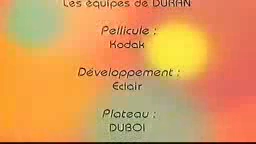 Les équipes de DURAN
Pellicule :
Kodak
Développement :
Eclair
Plateau :
DUBOI